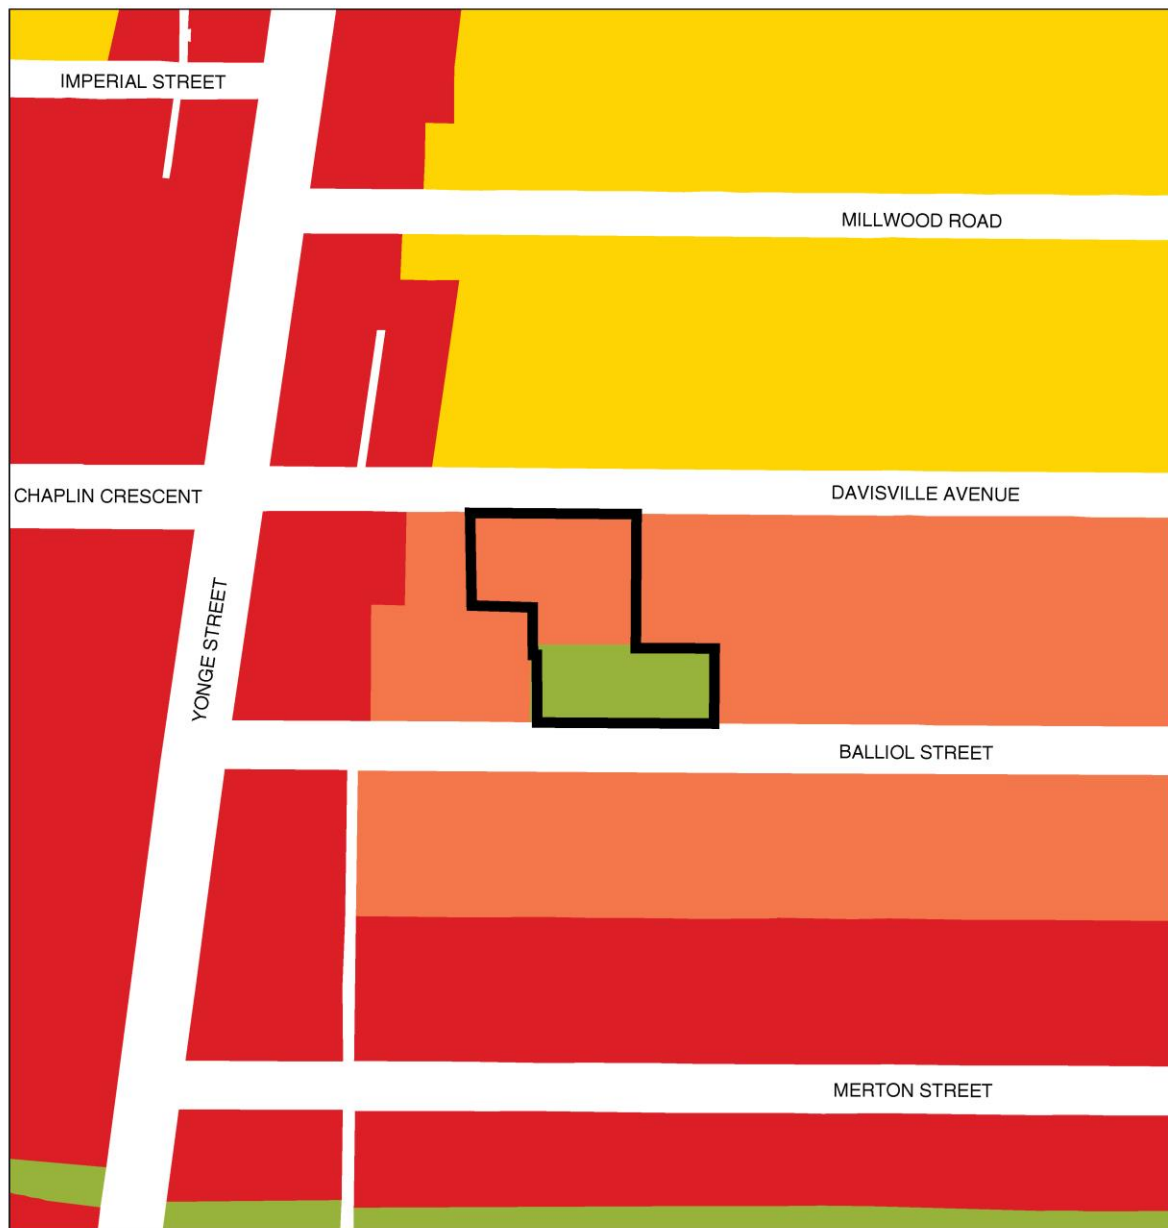 IMPERIAL STREET
MILLWOOD ROAD
CHAPLIN CRESCENT
DAVISVILLE AVENUE
YONGE STREET
BALLIOL STREET
MERTON STREET